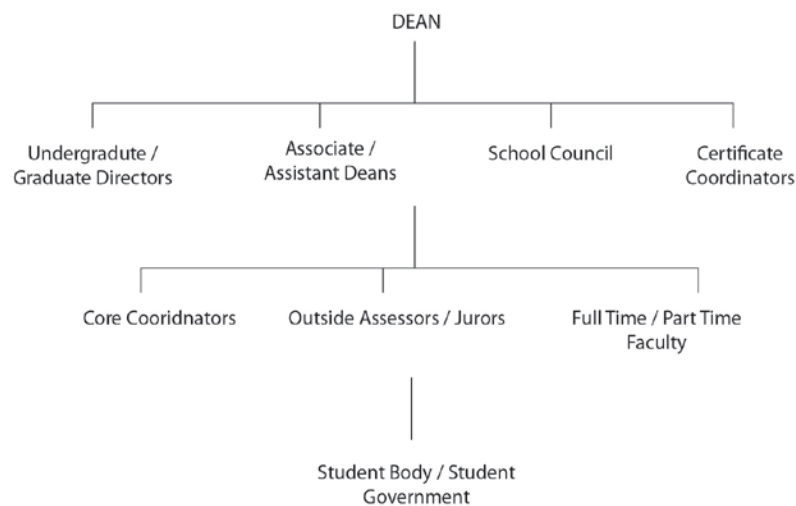 DEAN
Undergradute /
Graduate Directors
Associate /
Assistant Deans
School Council
Certificate
Coordinators
Core Cooridnators
Outside Assessors / Jurors
Full Time / Part Time
Faculty
Student Body / Student
Government